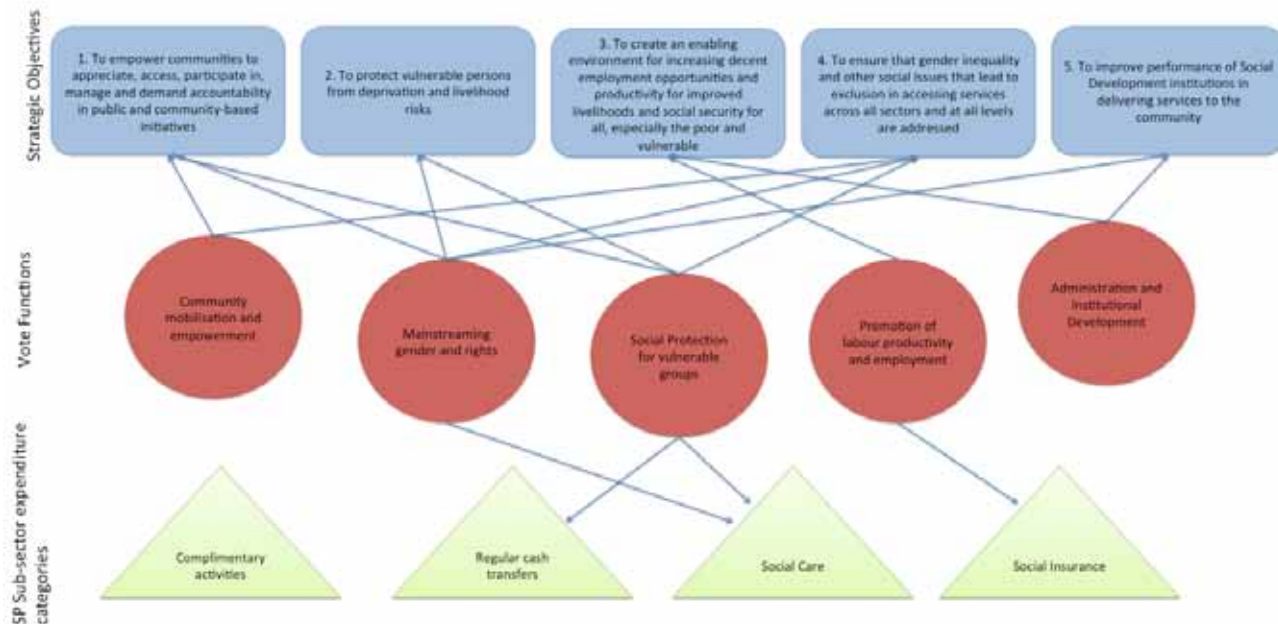 Strategic Objectives
1. To empower communities to
appreciate, access, participate in,
manage and demand accountability
in public and community-based
initiatives
2. To protect vulnerable persons
from deprivation and livelihood
risks
3. To create an enabling
environment for increasing decent
employment opportunities and
productivity for improved
livelihoods and social security for
all, especially the poor and
vulnerable
4. To ensure that gender inequality
and other social issues that lead to
exclusion in accessing services
across all sectors and at all levels
are addressed
5. To improve performance of Social
Development institutions in
delivering services to the
community
Vote Functions
Community
mobilisation and
empowerment
Mainstreaming
gender and rights
Social Protection
for vulnerable
groups
Promotion of
labour productivity
and employment
Administration and
Institutional
Development
SP Sub-sector expenditure
categories
Complimentary
activities
Regular cash
transfers
Social Care
Social Insurance